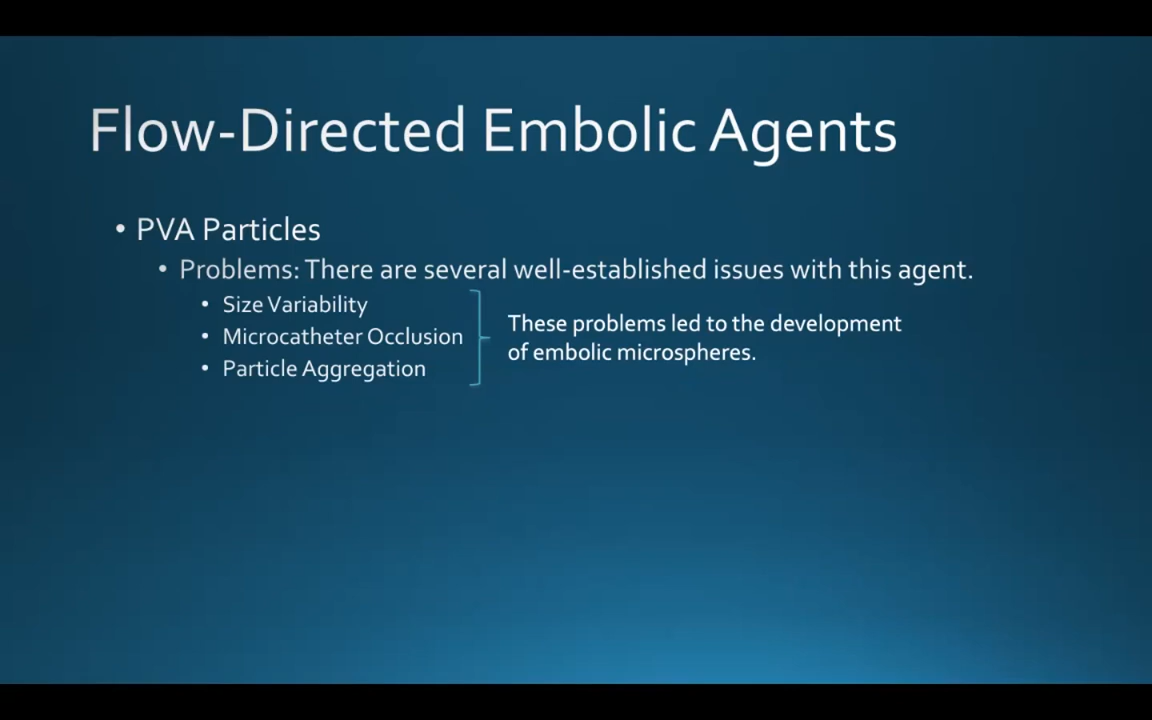 Flow-Directed Embolic Agents
• PVA Particles
• Problems: There are several well-established issues with this agent.
• Size Variability
• Microcatheter Occlusion
• Particle Aggregation
These problems led to the development
of embolic microspheres.